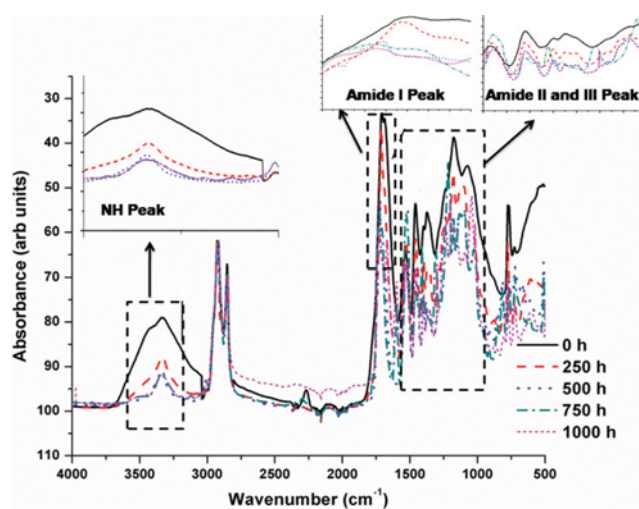 Amide I Peak
Amide II and III Peak
NH Peak
Absorbance (arb units)
30
40
50
60
70
80
90
100
110
0 h
250 h
500 h
750 h
1000 h
4000 3500 3000 2500 2000 1500 1000 500
Wavenumber (cm⁻¹)